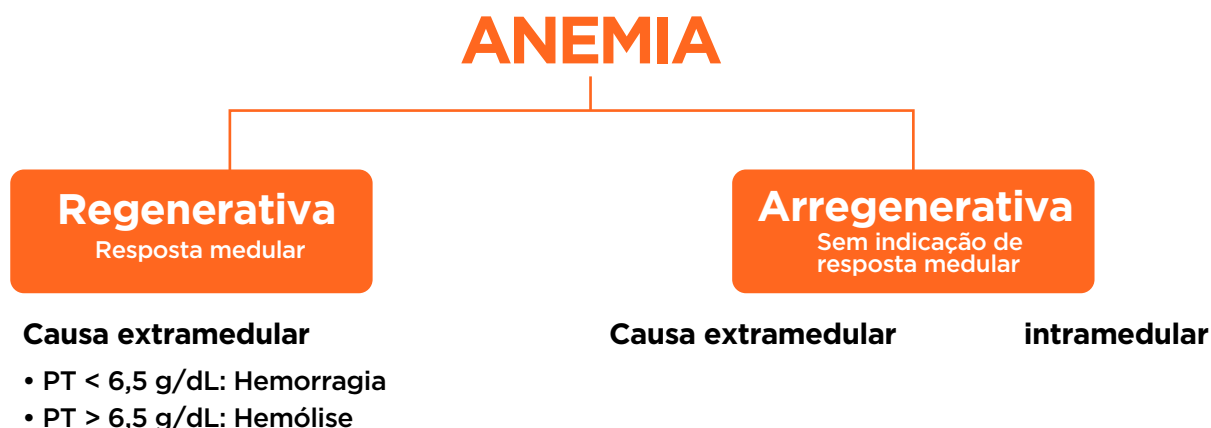 ANEMIA
Regenerativa
Resposta medular
Arregenerativa
Sem indicação de
resposta medular
Causa extramedular
• PT < 6,5 g/dL: Hemorragia
• PT > 6,5 g/dL: Hemólise
Causa extramedular
intramedular